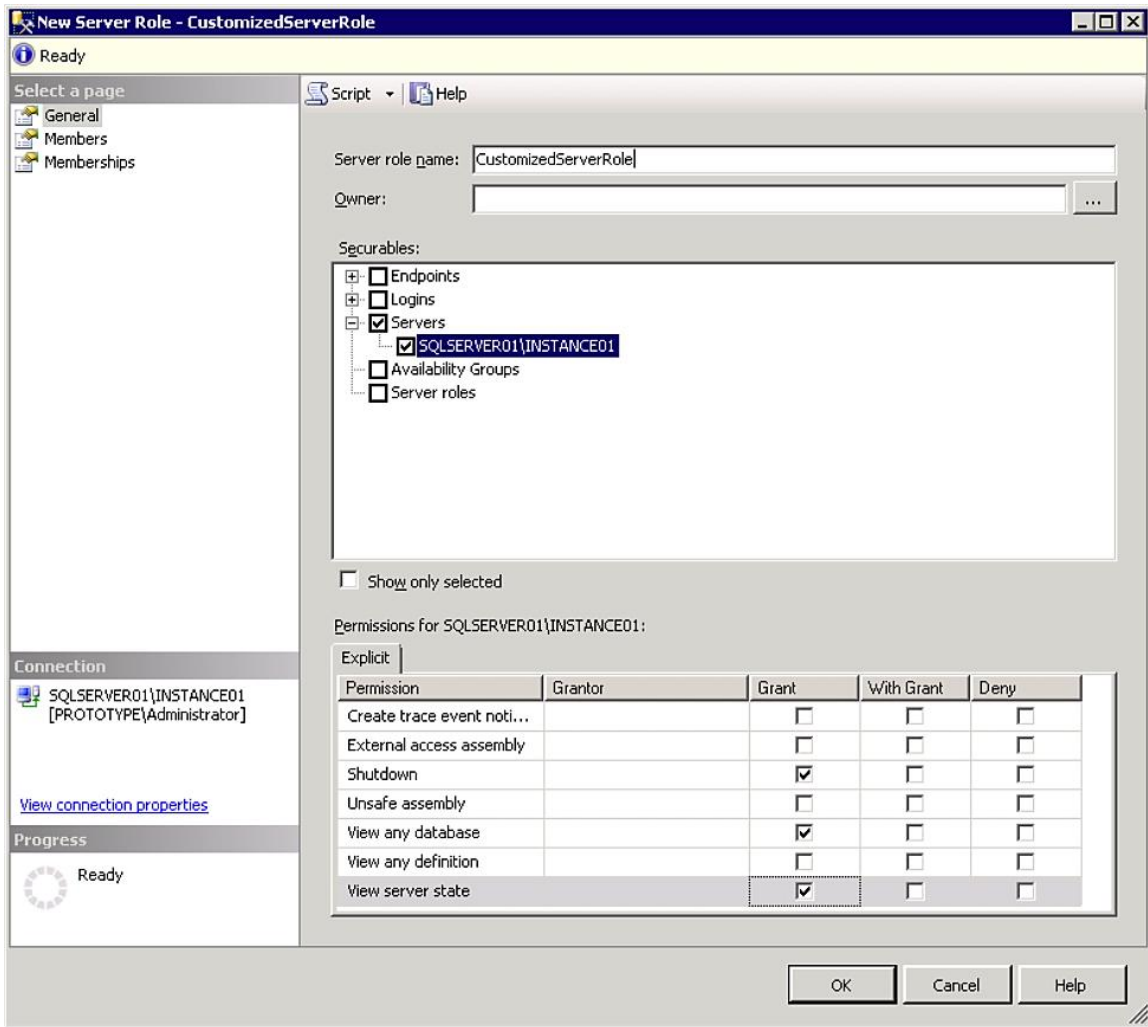 New Server Role - CustomizedServerRole
Ready
Select a page
General
Members
Memberships
Script
Help
Server role name:
CustomizedServerRole
Owner:
...
Securables:
Endpoints
Logins
Servers
SQLSERVER01\INSTANCE01
Availability Groups
Server roles
Show only selected
Permissions for SQLSERVER01\INSTANCE01:
Explicit
Permission Grantor Grant With Grant Deny
Create trace event noti...
External access assembly
Shutdown
Unsafe assembly
View any database
View any definition
View server state
Connection
SQLSERVER01\INSTANCE01
[PROTOTYPE\Administrator]
View connection properties
Progress
Ready
OK
Cancel
Help